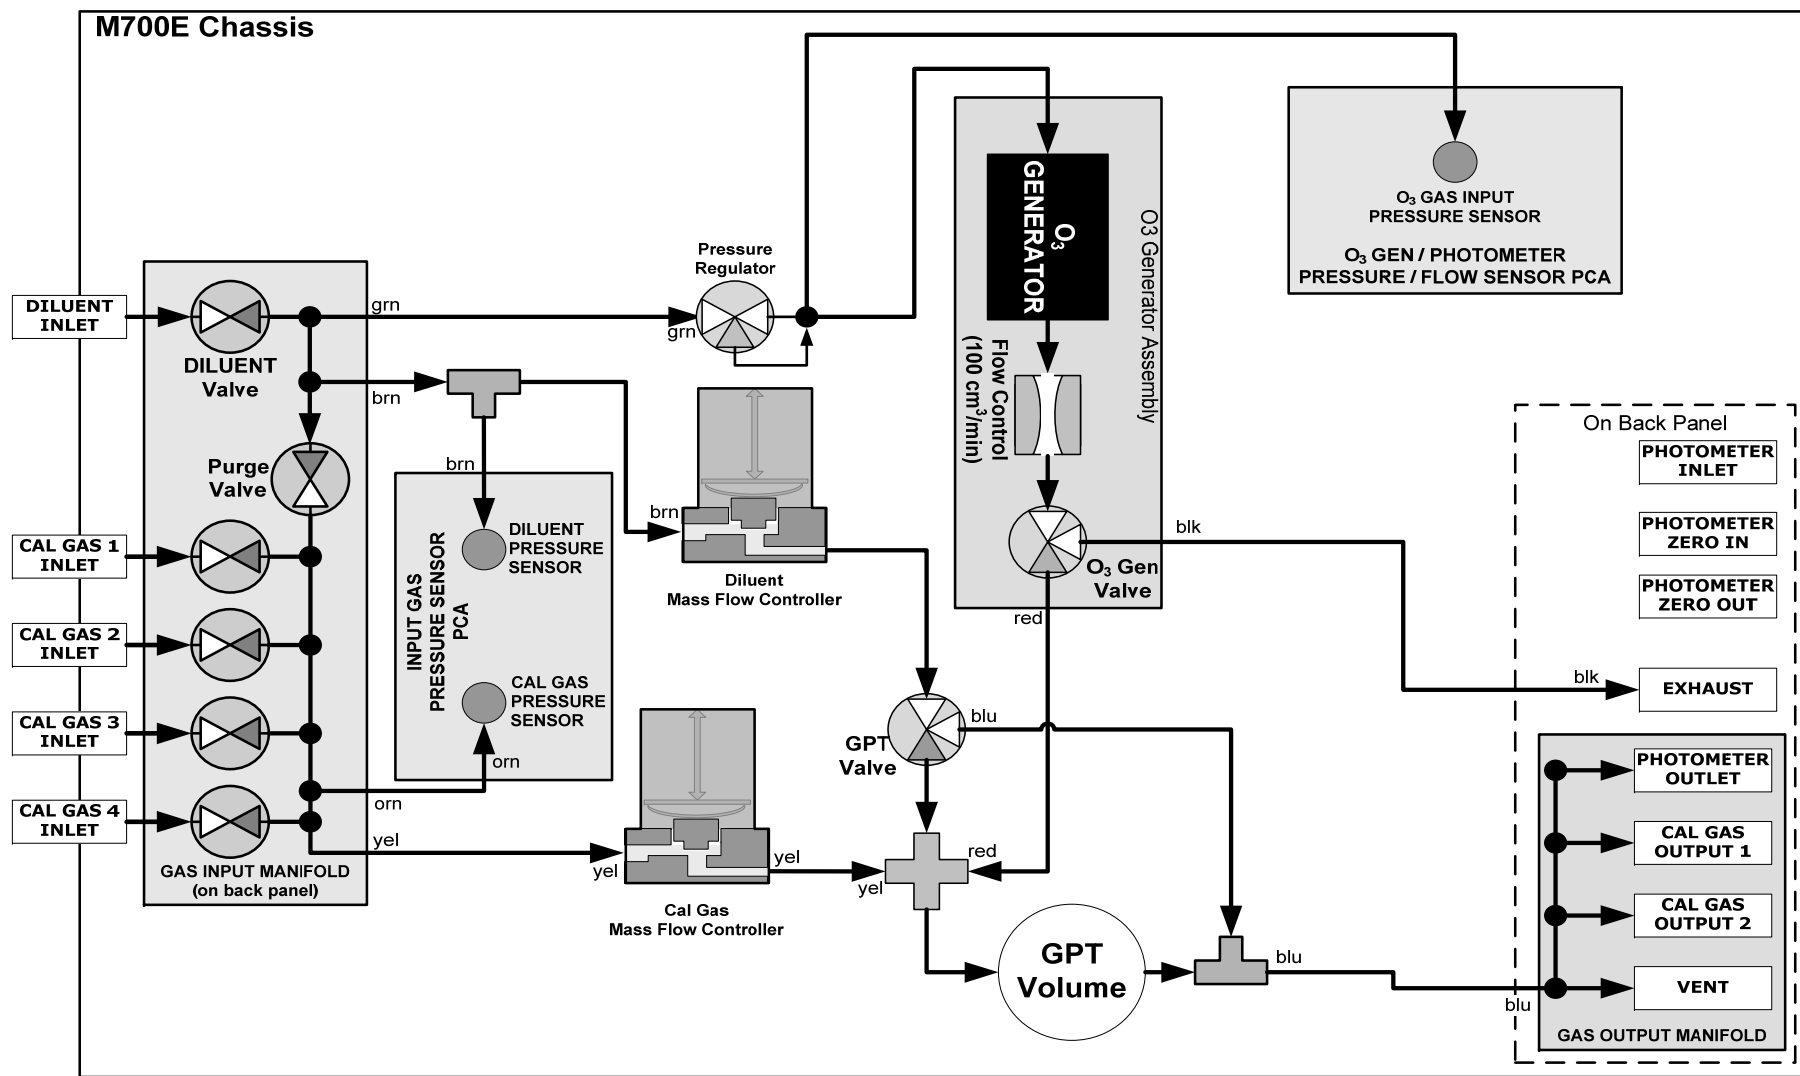 M700E Chassis
O3 GENERATOR
O3 Generator Assembly
Flow Control
(100 cm3/min)
O3 Gen
Valve
O3 GAS INPUT
PRESSURE SENSOR
O3 GEN / PHOTOMETER
PRESSURE / FLOW SENSOR PCA
Pressure
Regulator
grn
grn
DILUENT
INLET
DILUENT
Valve
brn
Purge
Valve
brn
brn
CAL GAS 1
INLET
CAL GAS 2
INLET
CAL GAS 3
INLET
CAL GAS 4
INLET
GAS INPUT MANIFOLD
(on back panel)
INPUT GAS
PRESSURE SENSOR
PCA
DILUENT
PRESSURE
SENSOR
CAL GAS
PRESSURE
SENSOR
orn
orn
yel
yel
yel
yel
Diluent
Mass Flow Controller
Cal Gas
Mass Flow Controller
GPT
Valve
blu
red
red
blk
blk
GPT
Volume
blu
blu
On Back Panel
PHOTOMETER
INLET
PHOTOMETER
ZERO IN
PHOTOMETER
ZERO OUT
EXHAUST
PHOTOMETER
OUTLET
CAL GAS
OUTPUT 1
CAL GAS
OUTPUT 2
VENT
GAS OUTPUT MANIFOLD